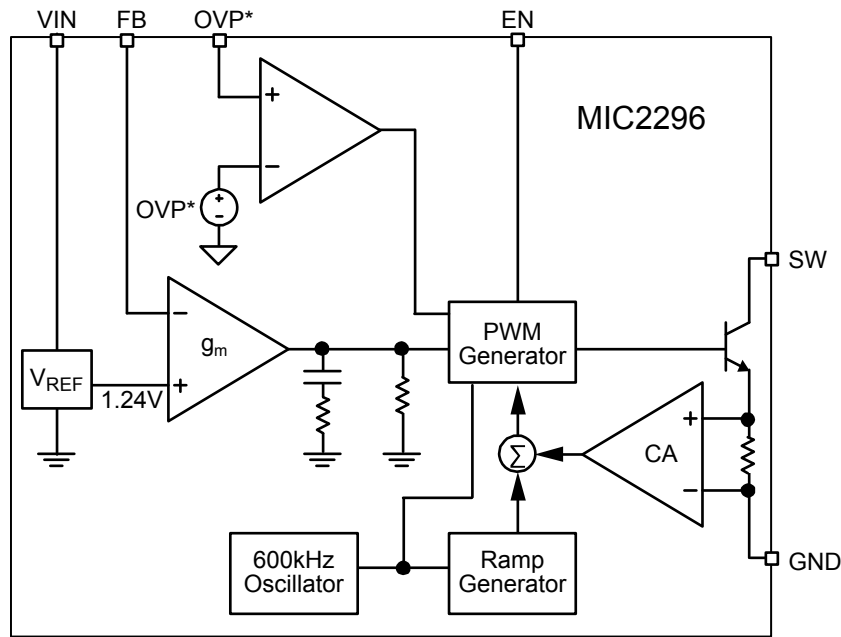 VIN FB OVP* EN
+
MIC2296
−
OVP*
+
−
SW
−
gm
PWM
Generator
VREF
+
1.24V
+
CA
Σ
−
600kHz
Oscillator
Ramp
Generator
GND